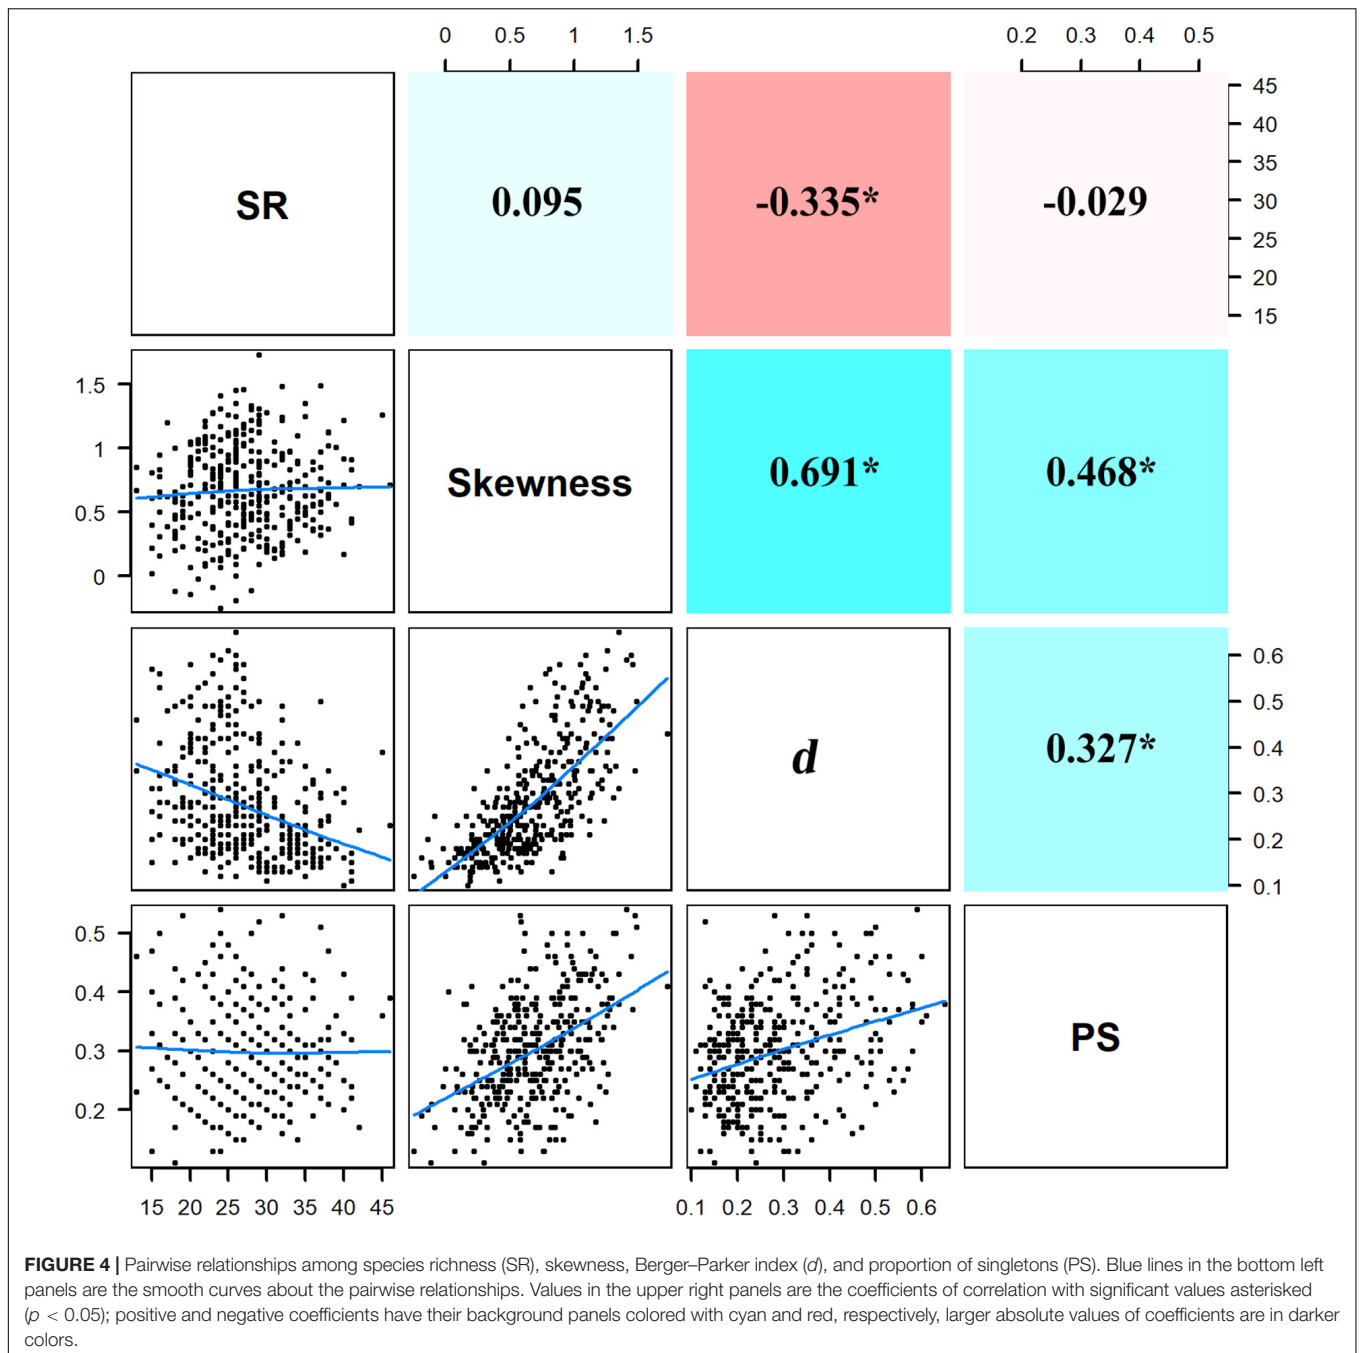 0 0.5 1 1.5 0.2 0.3 0.4 0.5
45
40
35
SR 0.095 -0.335* -0.029 30
25
20
15
1.5
1
Skewness 0.691* 0.468*
0.5
0
0.6
0.5
d 0.327* 0.4
0.3
0.2
0.1
0.5
0.4
PS
0.3
0.2
15 20 25 30 35 40 45 0.1 0.2 0.3 0.4 0.5 0.6
FIGURE 4 | Pairwise relationships among species richness (SR), skewness, Berger–Parker index (d), and proportion of singletons (PS). Blue lines in the bottom left
panels are the smooth curves about the pairwise relationships. Values in the upper right panels are the coefficients of correlation with significant values asterisked
(p < 0.05); positive and negative coefficients have their background panels colored with cyan and red, respectively, larger absolute values of coefficients are in darker
colors.